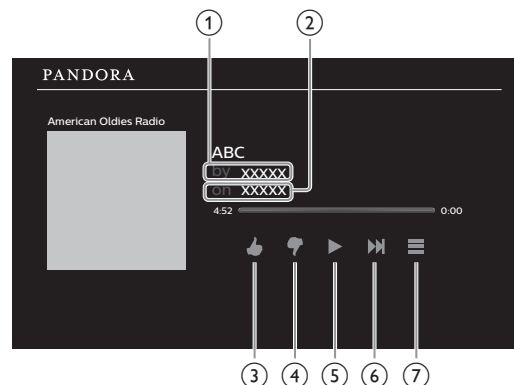 ① ②
PANDORA
American Oldies Radio
ABC
by xxxxx
on xxxxx
4:52 0:00
③ ④ ⑤ ⑥ ⑦